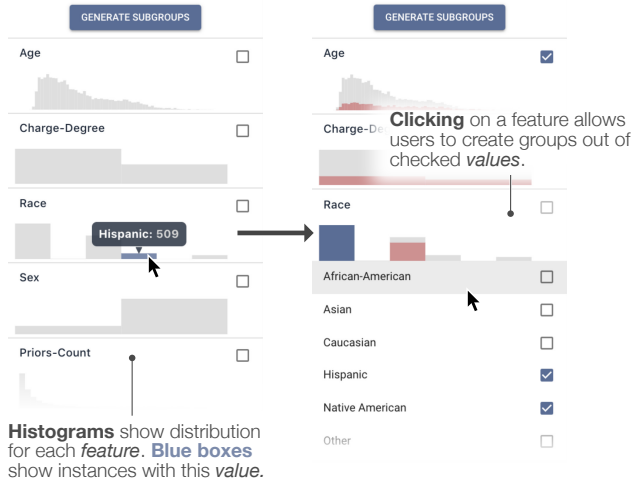 GENERATE SUBGROUPS
Age
Charge-Degree
Race
Hispanic: 509
Sex
Priors-Count
Histograms show distribution
for each feature. Blue boxes
show instances with this value.
GENERATE SUBGROUPS
Age
Charge-De
Clicking on a feature allows
users to create groups out of
checked values.
Race
African-American
Asian
Caucasian
Hispanic
Native American
Other